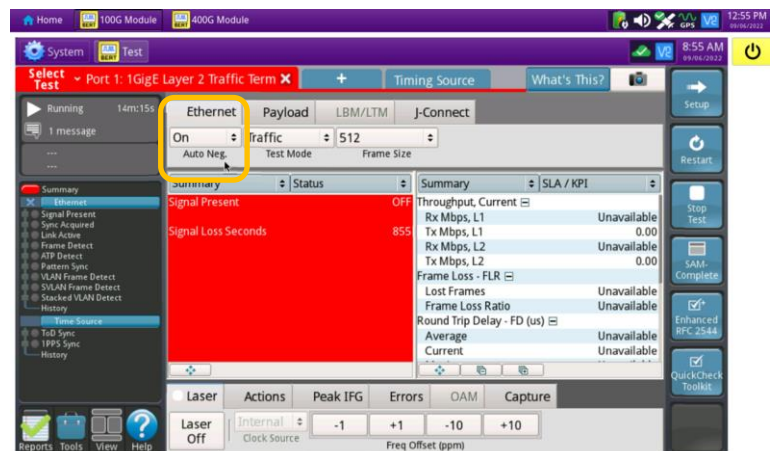 Home 100G Module 400G Module GPS V2 12:55 PM
09/06/2022
System Test V2 8:55 AM
09/06/2022
Select Test Port 1: 1GigE Layer 2 Traffic Term + Timing Source What's This?
Setup
Running 14m:15s
1 message
---
---
Ethernet Payload LBM/LTM J-Connect
On Traffic 512
Auto Neg. Test Mode Frame Size
Restart
Summary
Ethernet
Signal Present
Sync Acquired
Link Active
Frame Detect
ATP Detect
Pattern Sync
VLAN Frame Detect
SVLAN Frame Detect
Stacked VLAN Detect
History
Time Source
ToD Sync
1PPS Sync
History
Summary Status
Signal Present OFF
Signal Loss Seconds 855
Summary SLA / KPI
Throughput, Current
Rx Mbps, L1 Unavailable
Tx Mbps, L1 0.00
Rx Mbps, L2 Unavailable
Tx Mbps, L2 0.00
Frame Loss - FLR
Lost Frames Unavailable
Frame Loss Ratio Unavailable
Round Trip Delay - FD (us)
Average Unavailable
Current Unavailable
Stop Test
SAM-Complete
Enhanced RFC 2544
QuickCheck Toolkit
Laser Actions Peak IFG Errors OAM Capture
Laser Off Internal -1 +1 -10 +10
Clock Source Freq Offset (ppm)
Reports Tools View Help